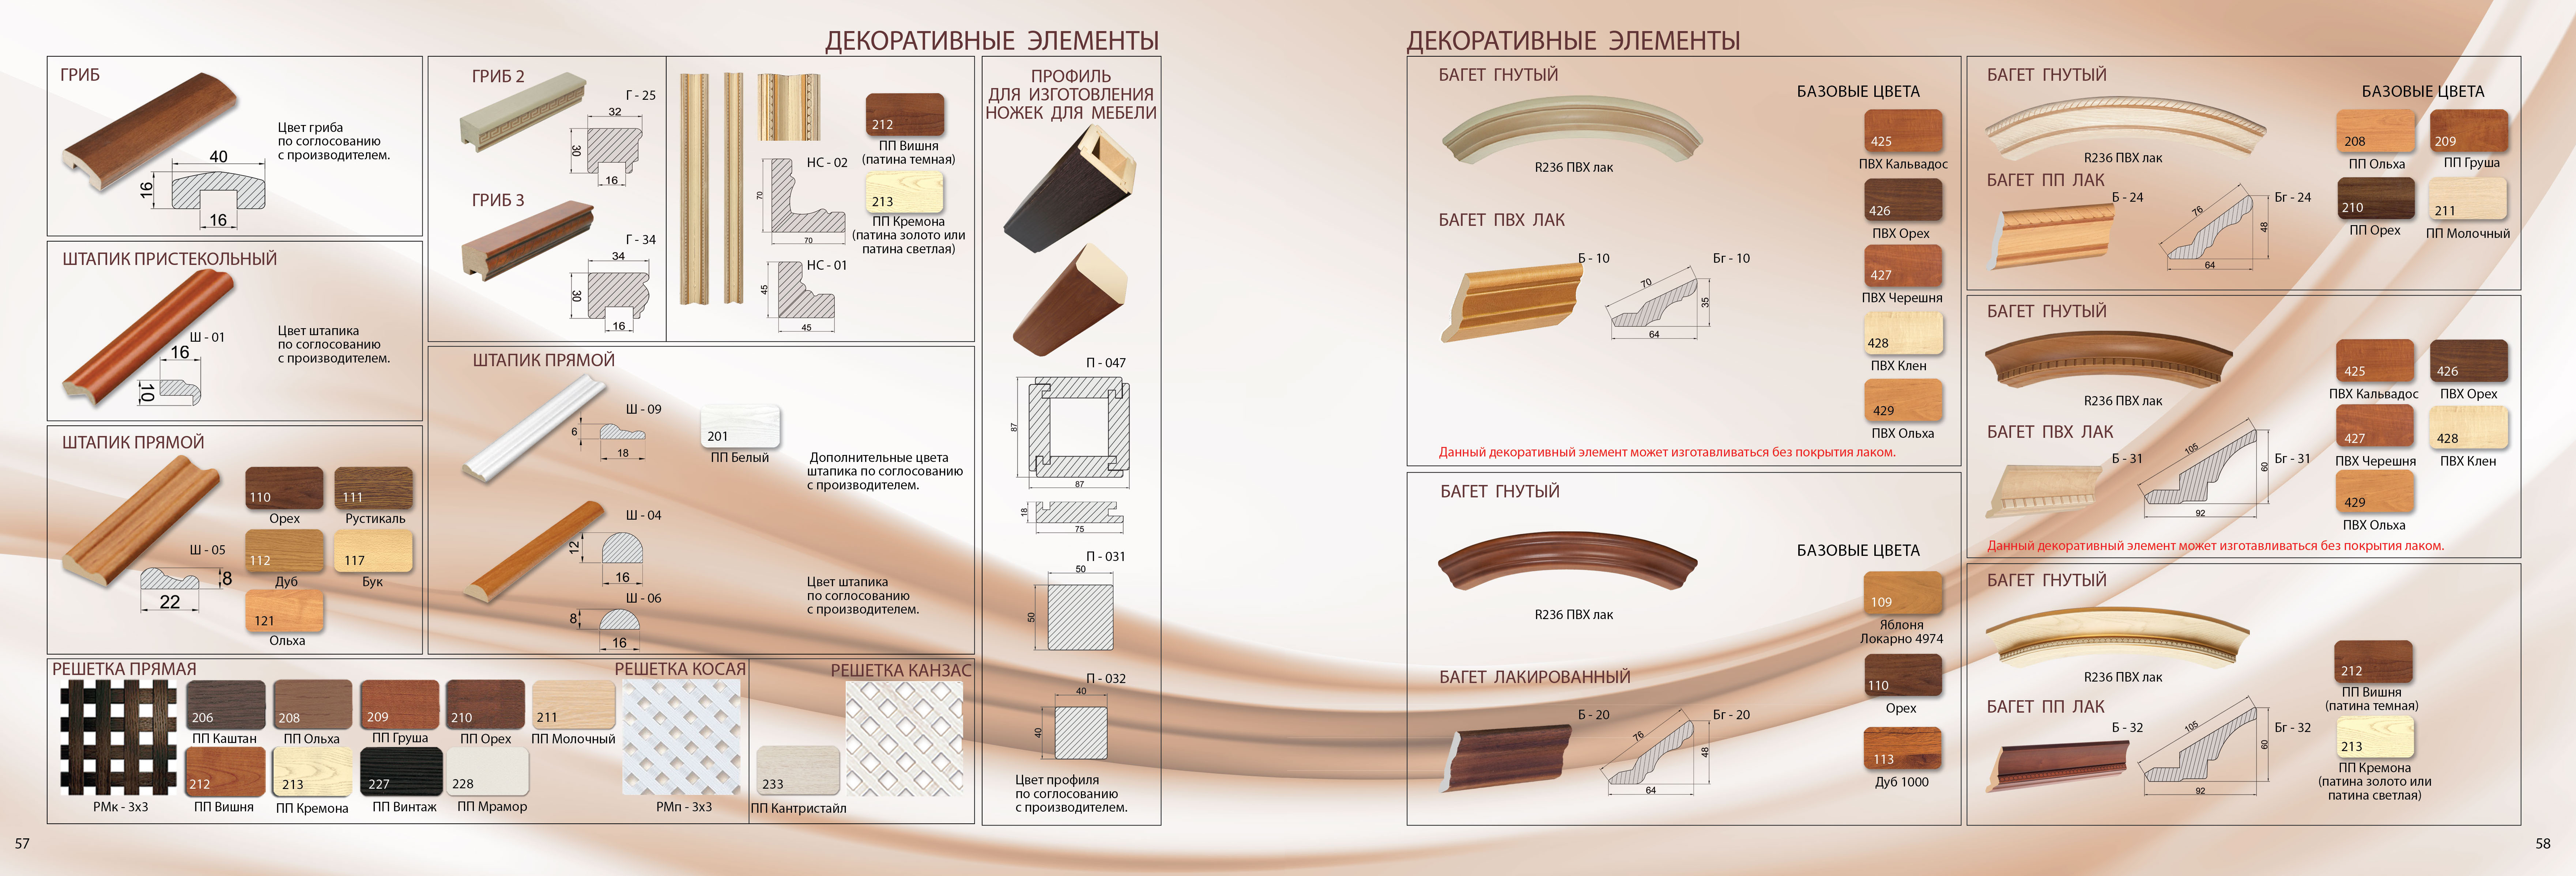 ДЕКОРАТИВНЫЕ ЭЛЕМЕНТЫ
ГРИБ
Цвет гриба
по соглосованию
с производителем.
40
16
16
ШТАПИК ПРИСТЕКОЛЬНЫЙ
Ш - 01
16
10
Цвет штапика
по соглосованию
с производителем.
ШТАПИК ПРЯМОЙ
Ш - 05
8
22
110
Орех
111
Рустикаль
112
Дуб
117
Бук
121
Ольха
ГРИБ 2
Г - 25
32
30
16
ГРИБ 3
Г - 34
34
30
16
НС - 02
70
70
НС - 01
45
45
212
ПП Вишня
(патина темная)
213
ПП Кремона
(патина золото или
патина светлая)
ШТАПИК ПРЯМОЙ
Ш - 09
6
18
201
ПП Белый
Дополнительные цвета
штапика по соглосованию
с производителем.
Ш - 04
12
16
Ш - 06
8
16
Цвет штапика
по соглосованию
с производителем.
ПРОФИЛЬ
ДЛЯ ИЗГОТОВЛЕНИЯ
НОЖЕК ДЛЯ МЕБЕЛИ
П - 047
87
87
18
75
П - 031
50
50
П - 032
40
40
Цвет профиля
по соглосованию
с производителем.
РЕШЕТКА ПРЯМАЯ
РМк - 3х3
206
ПП Каштан
208
ПП Ольха
209
ПП Груша
210
ПП Орех
211
ПП Молочный
212
ПП Вишня
213
ПП Кремона
227
ПП Винтаж
228
ПП Мрамор
РЕШЕТКА КОСАЯ
РМп - 3х3
РЕШЕТКА КАНЗАС
233
ПП Кантристайл
57
ДЕКОРАТИВНЫЕ ЭЛЕМЕНТЫ
БАГЕТ ГНУТЫЙ
R236 ПВХ лак
БАГЕТ ПВХ ЛАК
Б - 10
Бг - 10
70
35
64
БАЗОВЫЕ ЦВЕТА
425
ПВХ Кальвадос
426
ПВХ Орех
427
ПВХ Черешня
428
ПВХ Клен
429
ПВХ Ольха
Данный декоративный элемент может изготавливаться без покрытия лаком.
БАГЕТ ГНУТЫЙ
R236 ПВХ лак
БАГЕТ ЛАКИРОВАННЫЙ
Б - 20
Бг - 20
76
48
64
БАЗОВЫЕ ЦВЕТА
109
Яблоня
Локарно 4974
110
Орех
113
Дуб 1000
БАГЕТ ГНУТЫЙ
R236 ПВХ лак
БАГЕТ ПП ЛАК
Б - 24
Бг - 24
76
48
64
БАЗОВЫЕ ЦВЕТА
208
ПП Ольха
209
ПП Груша
210
ПП Орех
211
ПП Молочный
БАГЕТ ГНУТЫЙ
R236 ПВХ лак
БАГЕТ ПВХ ЛАК
Б - 31
Бг - 31
105
60
92
425
ПВХ Кальвадос
426
ПВХ Орех
427
ПВХ Черешня
428
ПВХ Клен
429
ПВХ Ольха
Данный декоративный элемент может изготавливаться без покрытия лаком.
БАГЕТ ГНУТЫЙ
R236 ПВХ лак
БАГЕТ ПП ЛАК
Б - 32
Бг - 32
105
60
92
212
ПП Вишня
(патина темная)
213
ПП Кремона
(патина золото или
патина светлая)
58